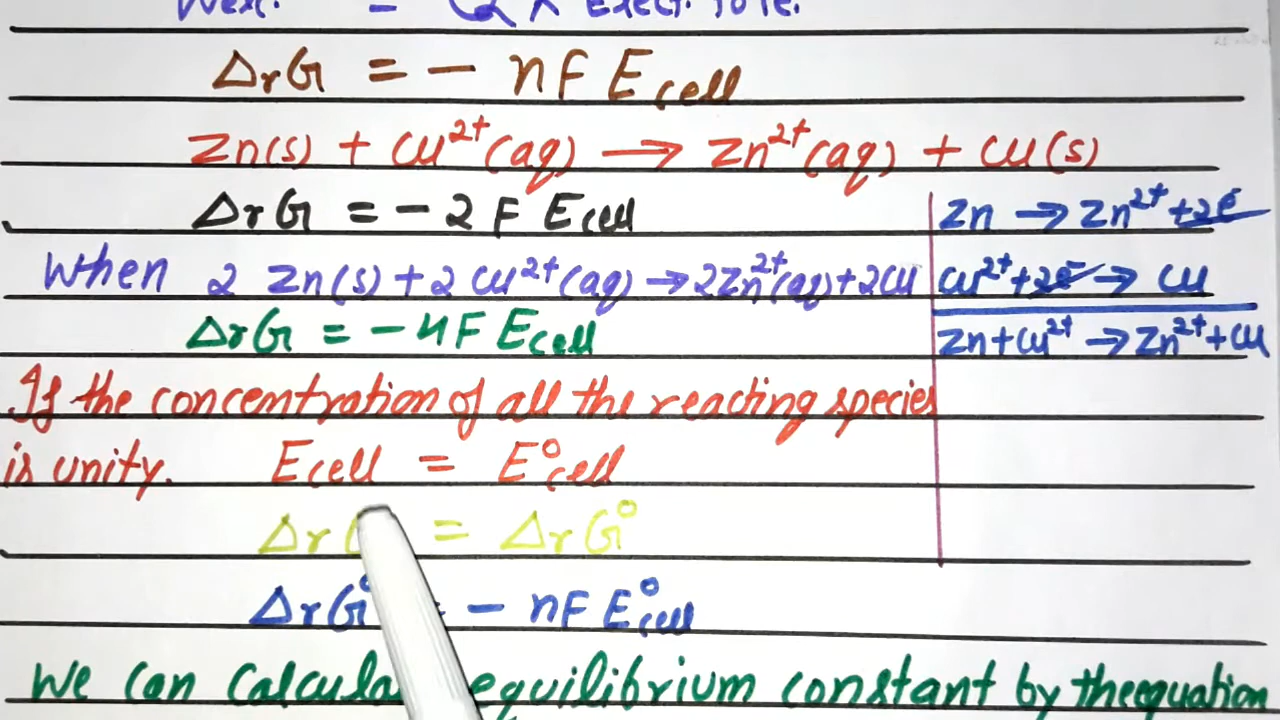 ΔrG = - nF Ecell
Zn(s) + Cu²⁺(aq) → Zn²⁺(aq) + Cu(s)
ΔrG = - 2 F Ecell
When 2 Zn(s) + 2 Cu²⁺(aq) → 2Zn²⁺(aq) + 2Cu
ΔrG = - 4F Ecell
Zn → Zn²⁺ + 2e⁻
Cu²⁺ + 2e⁻ → Cu
Zn + Cu²⁺ → Zn²⁺ + Cu
If the concentration of all the reacting species
is unity. Ecell = E°cell
ΔrG = ΔrG°
ΔrG° = - nF E°cell
We can equilibrium constant by the equation